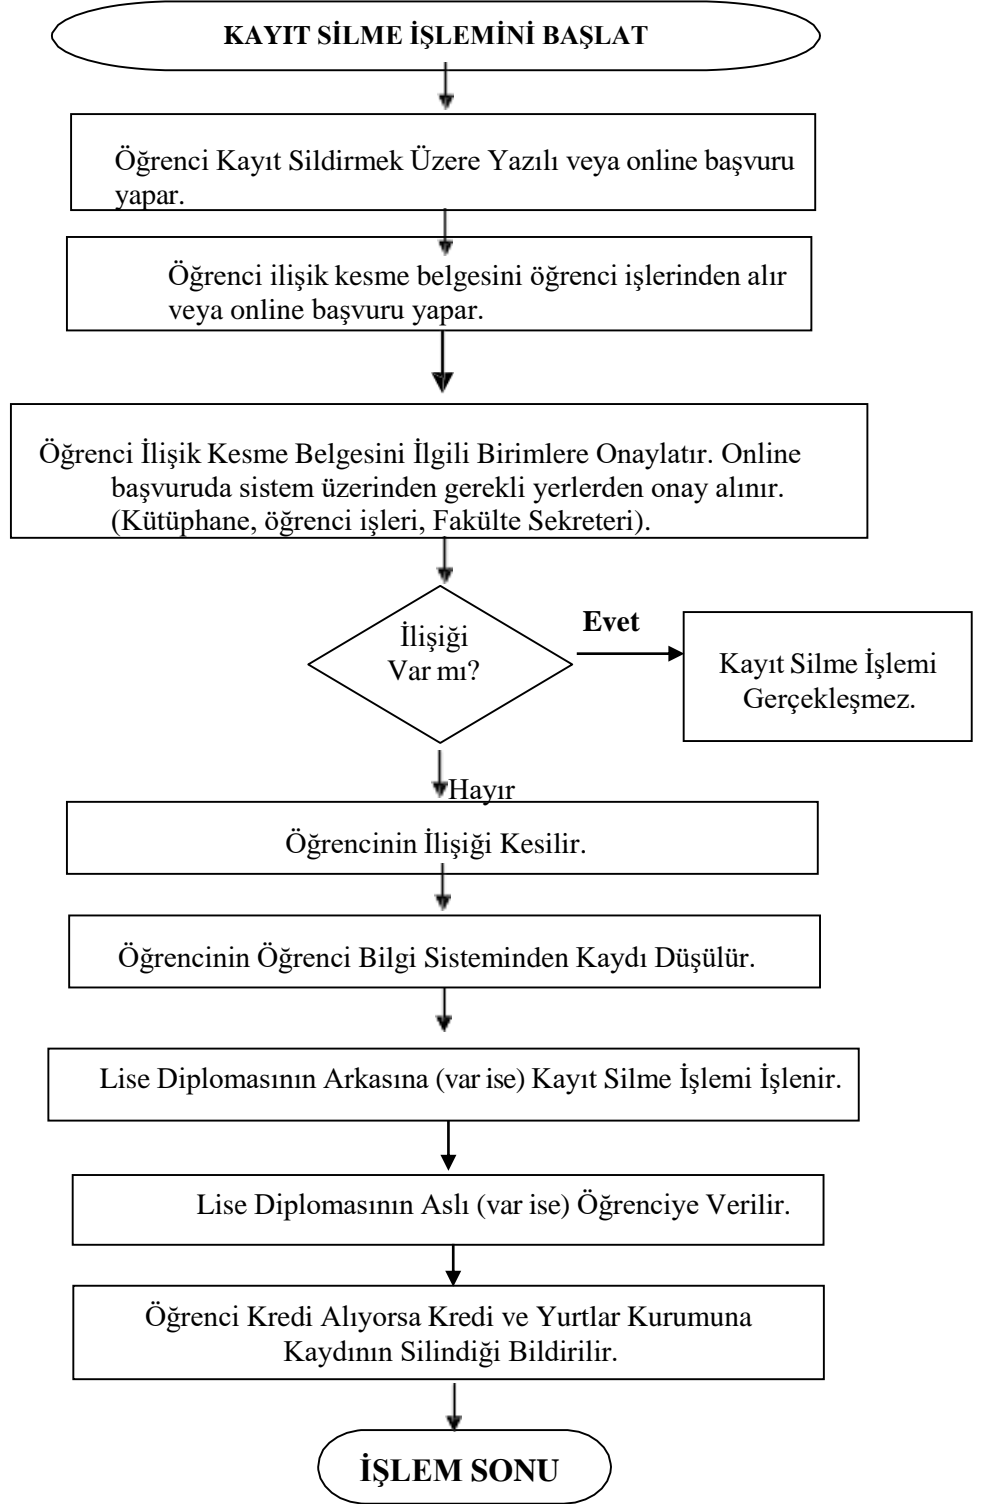 KAYIT SİLME İŞLEMİNİ BAŞLAT
Öğrenci Kayıt Sildirmek Üzere Yazılı veya online başvuru
yapar.
Öğrenci ilişik kesme belgesini öğrenci işlerinden alır
veya online başvuru yapar.
Öğrenci İlişik Kesme Belgesini İlgili Birimlere Onaylatır. Online
başvuruda sistem üzerinden gerekli yerlerden onay alınır.
(Kütüphane, öğrenci işleri, Fakülte Sekreteri).
İlişiği
Var mı?
Evet
Kayıt Silme İşlemi
Gerçekleşmez.
Hayır
Öğrencinin İlişiği Kesilir.
Öğrencinin Öğrenci Bilgi Sisteminden Kaydı Düşülür.
Lise Diplomasının Arkasına (var ise) Kayıt Silme İşlemi İşlenir.
Lise Diplomasının Aslı (var ise) Öğrenciye Verilir.
Öğrenci Kredi Alıyorsa Kredi ve Yurtlar Kurumuna
Kaydının Silindiği Bildirilir.
İŞLEM SONU